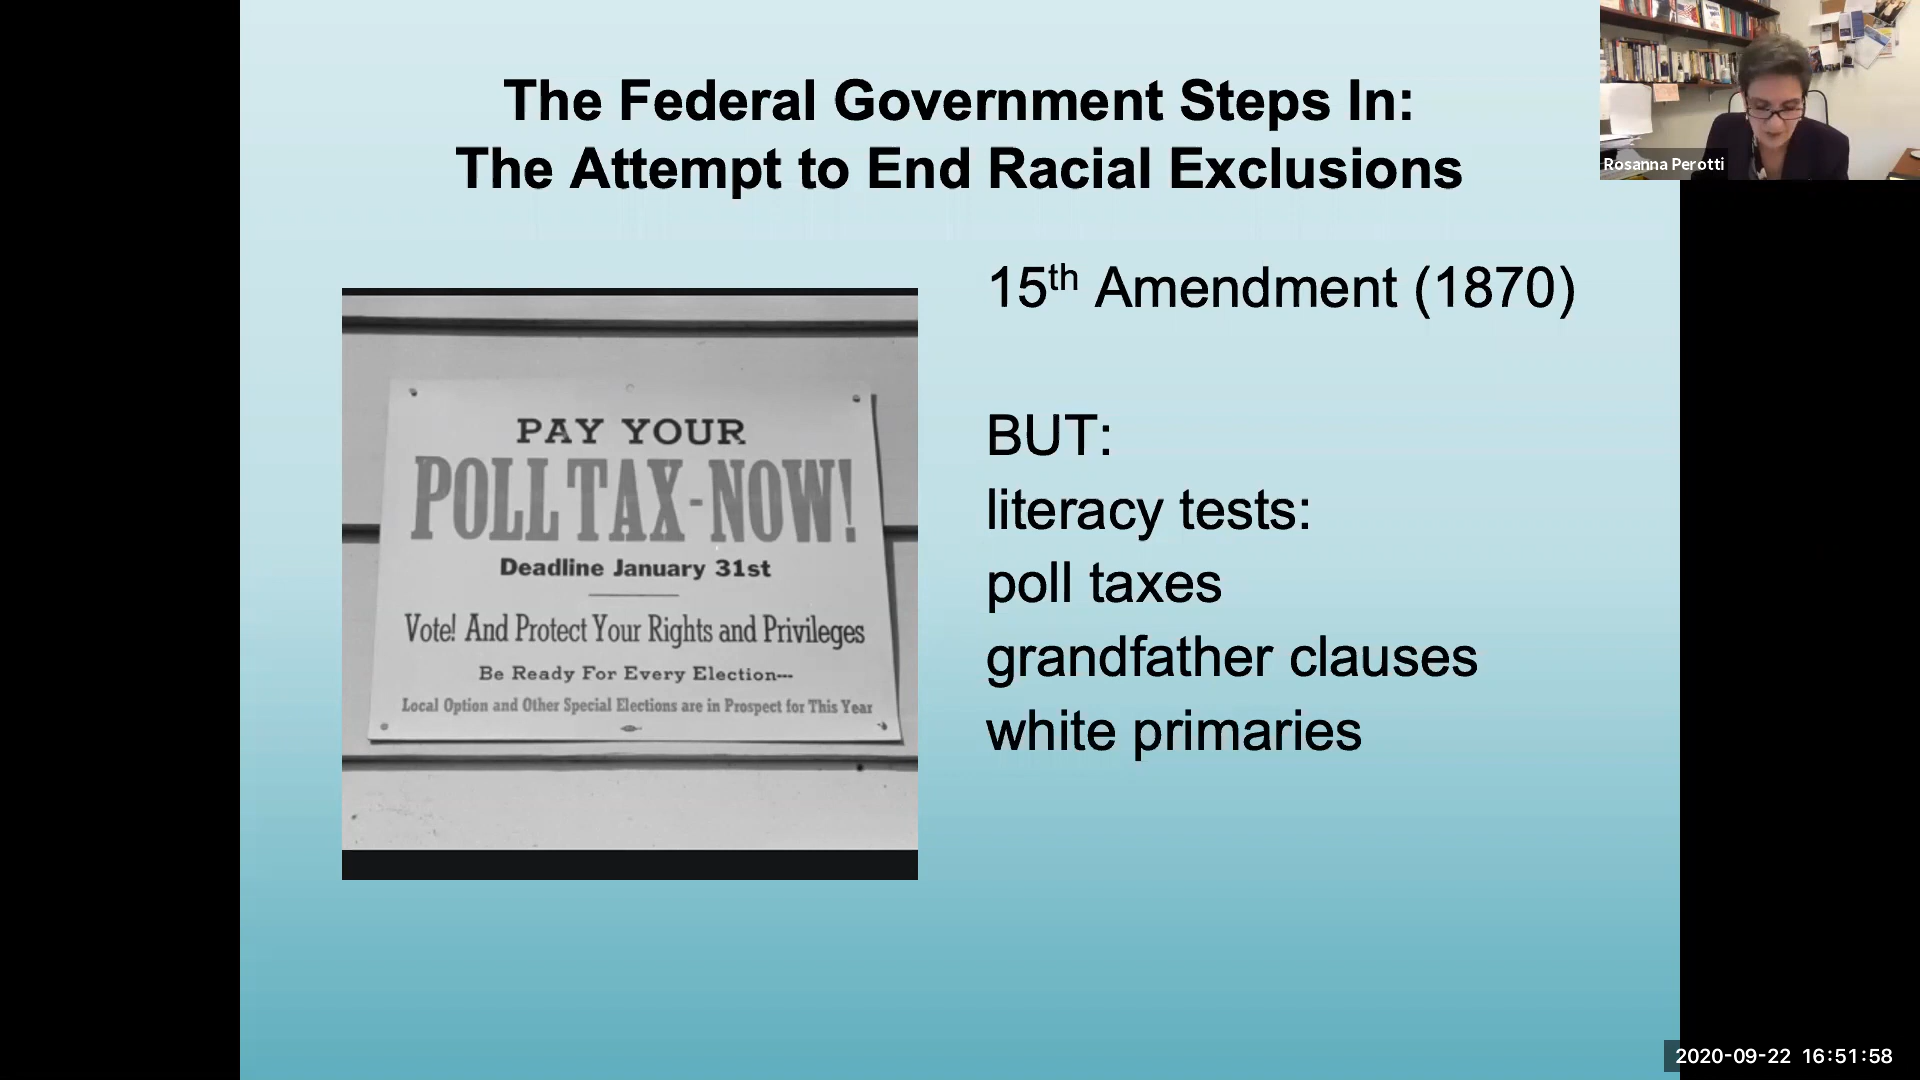 The Federal Government Steps In:
The Attempt to End Racial Exclusions
Rosanna Perotti
PAY YOUR
POLL TAX-NOW!
Deadline January 31st
Vote! And Protect Your Rights and Privileges
Be Ready For Every Election---
Local Option and Other Special Elections are in Prospect for This Year
15th Amendment (1870)
BUT:
literacy tests:
poll taxes
grandfather clauses
white primaries
2020-09-22 16:51:58